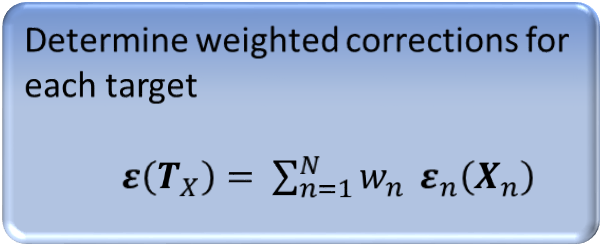 Determine weighted corrections for
each target
𝜺(𝑻_X) = ∑_{n=1}^{N} w_n 𝜺_n(𝑿_n)